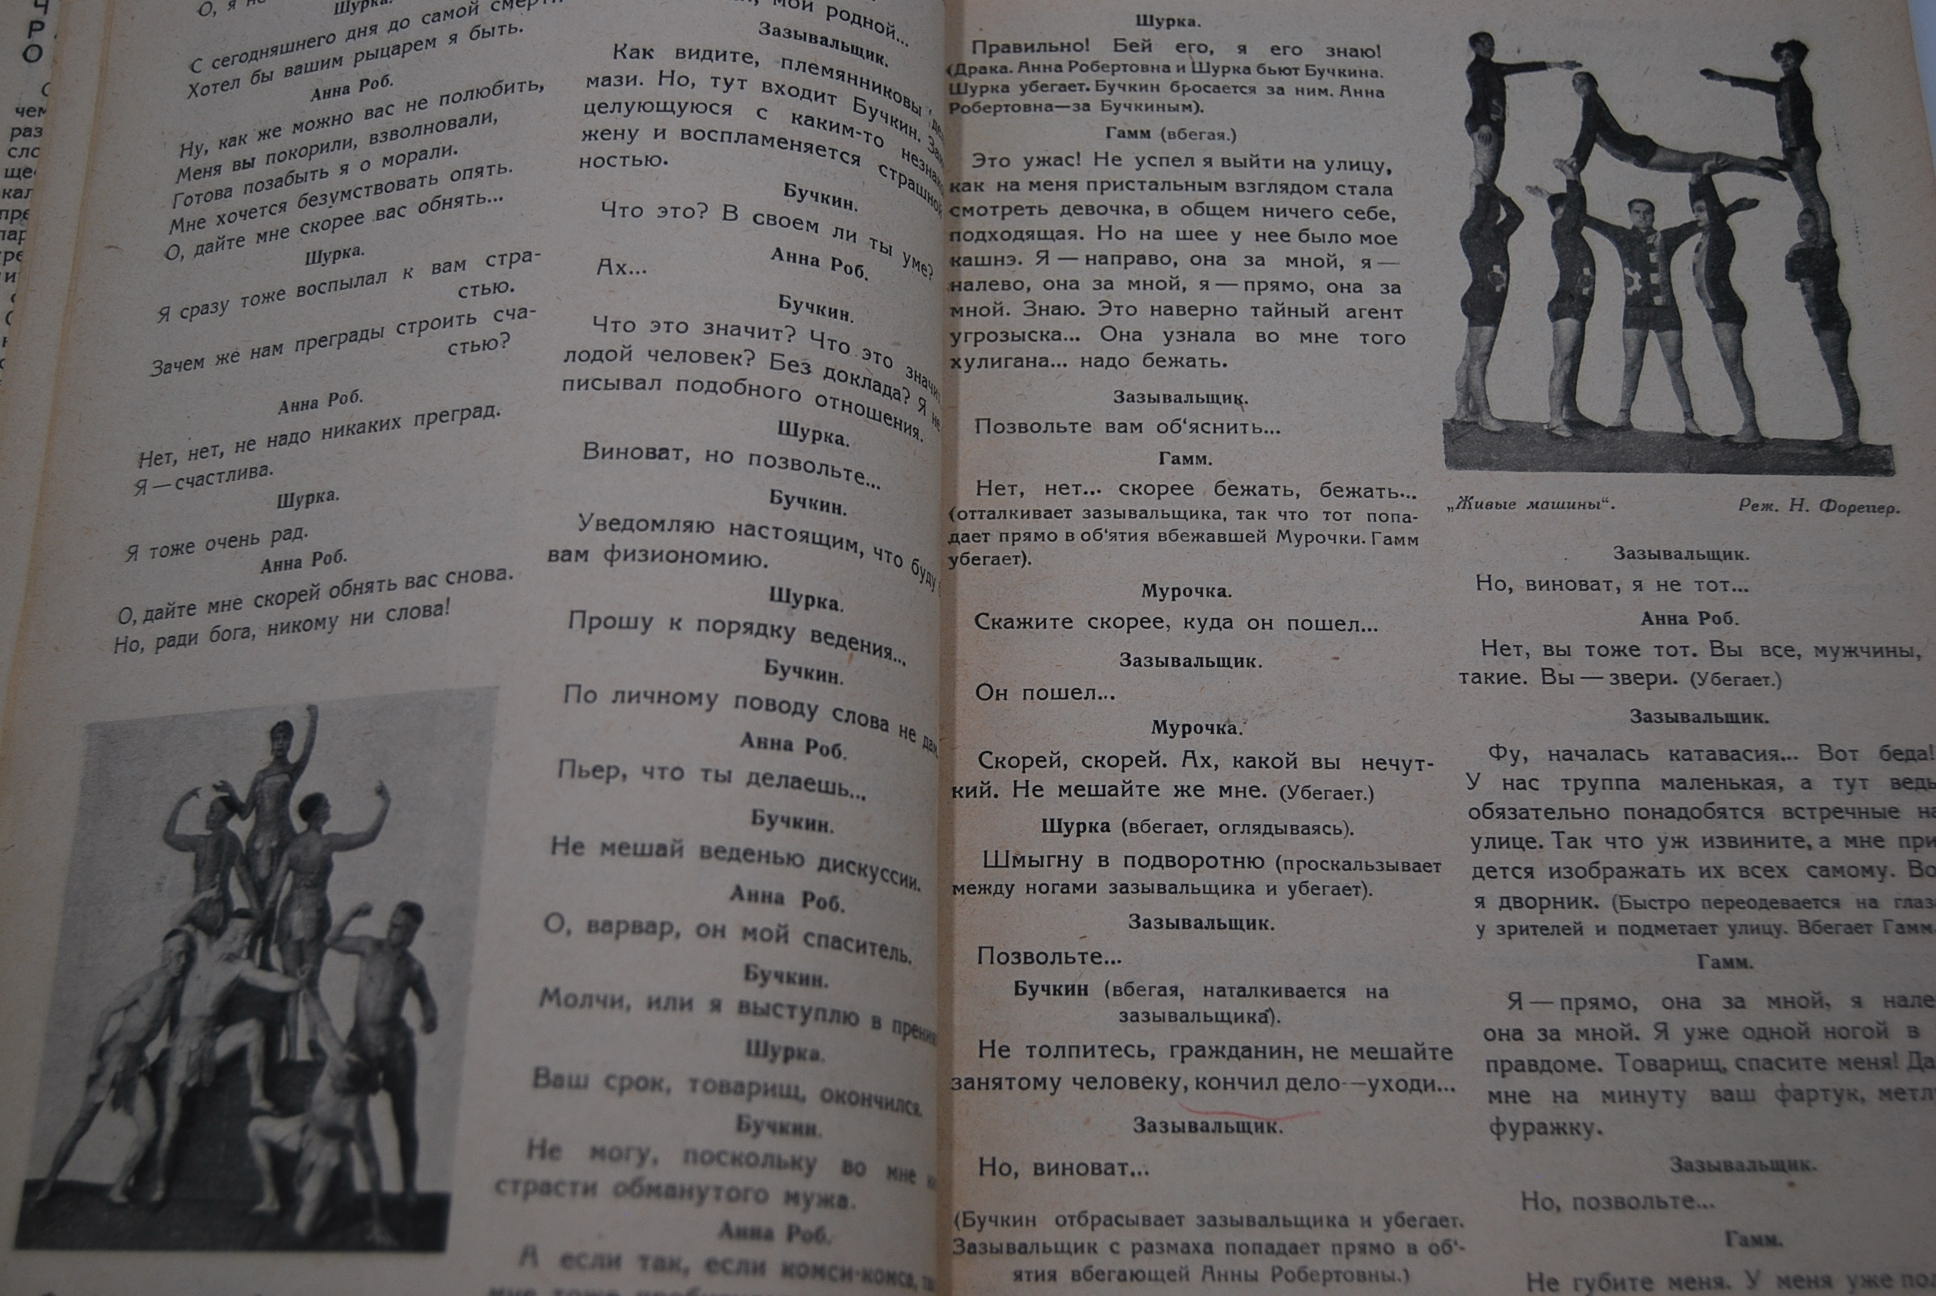 О, я не
Шурка.
С сегодняшнего дня до самой смерти
Хотел бы вашим рыцарем я быть.
Анна Роб.
Ну, как же можно вас не полюбить,
Меня вы покорили, взволновали,
Готова позабыть я о морали.
Мне хочется безумствовать опять.
О, дайте мне скорее вас обнять...
Шурка.
Я сразу тоже воспылал к вам стра-
стью.
Зачем же нам преграды строить сча-
стью?
Анна Роб.
Нет, нет, не надо никаких преград.
Я — счастлива.
Шурка.
Я тоже очень рад.
Анна Роб.
О, дайте мне скорей обнять вас снова.
Но, ради бога, никому ни слова!
мой родной...
Зазывальщик.
Как видите, племянниковы
мази. Но, тут входит Бучкин.
целующуюся с каким-то
жену и воспламеняется страшной
ностью.
Бучкин.
Что это? В своем ли ты уме?
Анна Роб.
Ах...
Бучкин.
Что это значит? Что это
лодой человек? Без доклада? Я не
писывал подобного отношения.
Шурка.
Виноват, но позвольте...
Бучкин.
Уведомляю настоящим, что буду
вам физиономию.
Шурка.
Прошу к порядку ведения...
Бучкин.
По личному поводу слова не дам.
Анна Роб.
Пьер, что ты делаешь...
Бучкин.
Не мешай веденью дискуссии.
Анна Роб.
О, варвар, он мой спаситель.
Бучкин.
Молчи, или я выступлю в
Шурка.
Ваш срок, товарищ, окончился.
Бучкин.
Не могу, поскольку во мне
страсти обманутого мужа.
Анна Роб.
А если так, если комси-комса,
мне тоже
Шурка.
Правильно! Бей его, я его знаю!
(Драка. Анна Робертовна и Шурка бьют Бучкина.
Шурка убегает. Бучкин бросается за ним. Анна
Робертовна—за Бучкиным).
Гамм (вбегая.)
Это ужас! Не успел я выйти на улицу,
как на меня пристальным взглядом стала
смотреть девочка, в общем ничего себе,
подходящая. Но на шее у нее было мое
кашнэ. Я — направо, она за мной, я —
налево, она за мной, я — прямо, она за
мной. Знаю. Это наверно тайный агент
угрозыска... Она узнала во мне того
хулигана... надо бежать.
Зазывальщик.
Позвольте вам об‘яснить...
Гамм.
Нет, нет... скорее бежать, бежать...
(отталкивает зазывальщика, так что тот попа-
дает прямо в об‘ятия вбежавшей Мурочки. Гамм
убегает).
Мурочка.
Скажите скорее, куда он пошел...
Зазывальщик.
Он пошел...
Мурочка.
Скорей, скорей. Ах, какой вы нечут-
кий. Не мешайте же мне. (Убегает.)
Шурка (вбегает, оглядываясь).
Шмыгну в подворотню (проскальзывает
между ногами зазывальщика и убегает).
Зазывальщик.
Позвольте...
Бучкин (вбегая, наталкивается на
зазывальщика).
Не толпитесь, гражданин, не мешайте
занятому человеку, кончил дело—уходи...
Зазывальщик.
Но, виноват...
(Бучкин отбрасывает зазывальщика и убегает.
Зазывальщик с размаха попадает прямо в об‘-
ятия вбегающей Анны Робертовны.)
„Живые машины“. Реж. Н. Форегер.
Зазывальщик.
Но, виноват, я не тот...
Анна Роб.
Нет, вы тоже тот. Вы все, мужчины,
такие. Вы — звери. (Убегает.)
Зазывальщик.
Фу, началась катавасия... Вот беда!
У нас труппа маленькая, а тут ведь
обязательно понадобятся встречные на
улице. Так что уж извините, а мне при
дется изображать их всех самому. Во
я дворник. (Быстро переодевается на глаз
у зрителей и подметает улицу. Вбегает Гамм.
Гамм.
Я — прямо, она за мной, я нале
она за мной. Я уже одной ногой в
правдоме. Товарищ, спасите меня! Да
мне на минуту ваш фартук, метл
фуражку.
Зазывальщик.
Но, позвольте...
Гамм.
Не губите меня. У меня уже пол